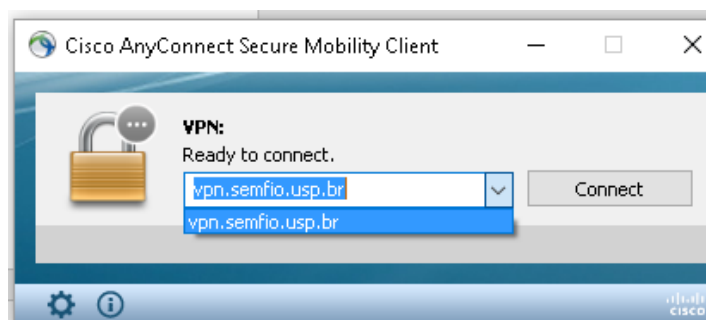 Cisco AnyConnect Secure Mobility Client
VPN:
Ready to connect.
vpn.semfio.usp.br
Connect
vpn.semfio.usp.br
CISCO